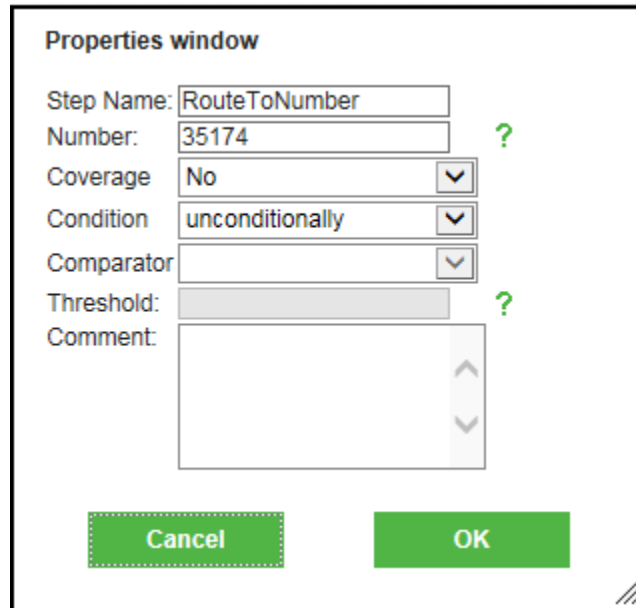 Properties window
Step Name: RouteToNumber
Number: 35174 ?
Coverage No
Condition unconditionally
Comparator
Threshold: ?
Comment:
Cancel OK